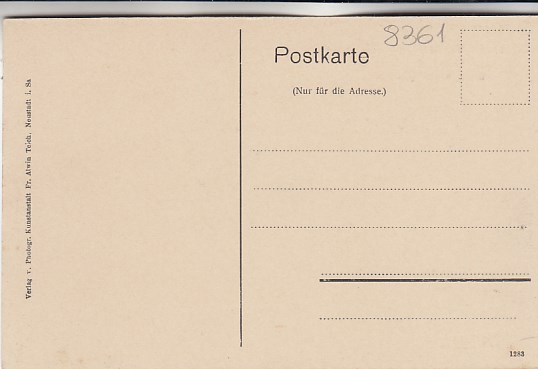 8361
Postkarte
(Nur für die Adresse.)
Verlag v. Photogr. Kunstanstalt Fr. Alwin Teich. Neustadt i. Sa
1283